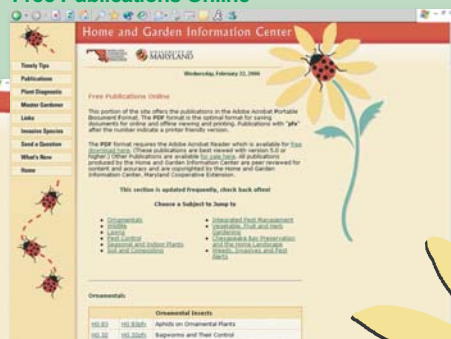 Free Publications Online
Home and Garden Information Center
UNIVERSITY OF
MARYLAND
Wednesday, February 22, 2006
Timely Tips
Publications
Plant Diagnostic
Master Gardener
Links
Invasive Species
Send a Question
What's New
Home
Free Publications Online
This portion of the site offers the publications in the Adobe Acrobat Portable
Document Format. The PDF format is the optimal format for saving
documents for online and offline viewing and printing. Publications with "pfv"
after the number indicate a printer friendly version.
The PDF format requires the Adobe Acrobat Reader which is available for free
download here. (These publications are best viewed with version 5.0 or
higher.) Other Publications are available for sale here. All publications
produced by the Home and Garden Information Center are peer reviewed for
content and accuracy and are copyrighted by the Home and Garden
Information Center, Maryland Cooperative Extension.
This section is updated frequently, check back often!
Choose a Subject to Jump to
Ornamentals
Wildlife
Lawns
Pest Control
Seasonal and Indoor Plants
Soil and Composting
Integrated Pest Management
Vegetable, Fruit and Herb
Gardening
Chesapeake Bay Preservation
and the Home Landscape
Weeds, Invasives and Pest
Alerts
Ornamentals
Ornamental Insects
HG 83 HG 83pfv Aphids on Ornamental Plants
HG 32 HG 32pfv Bagworms and Their Control